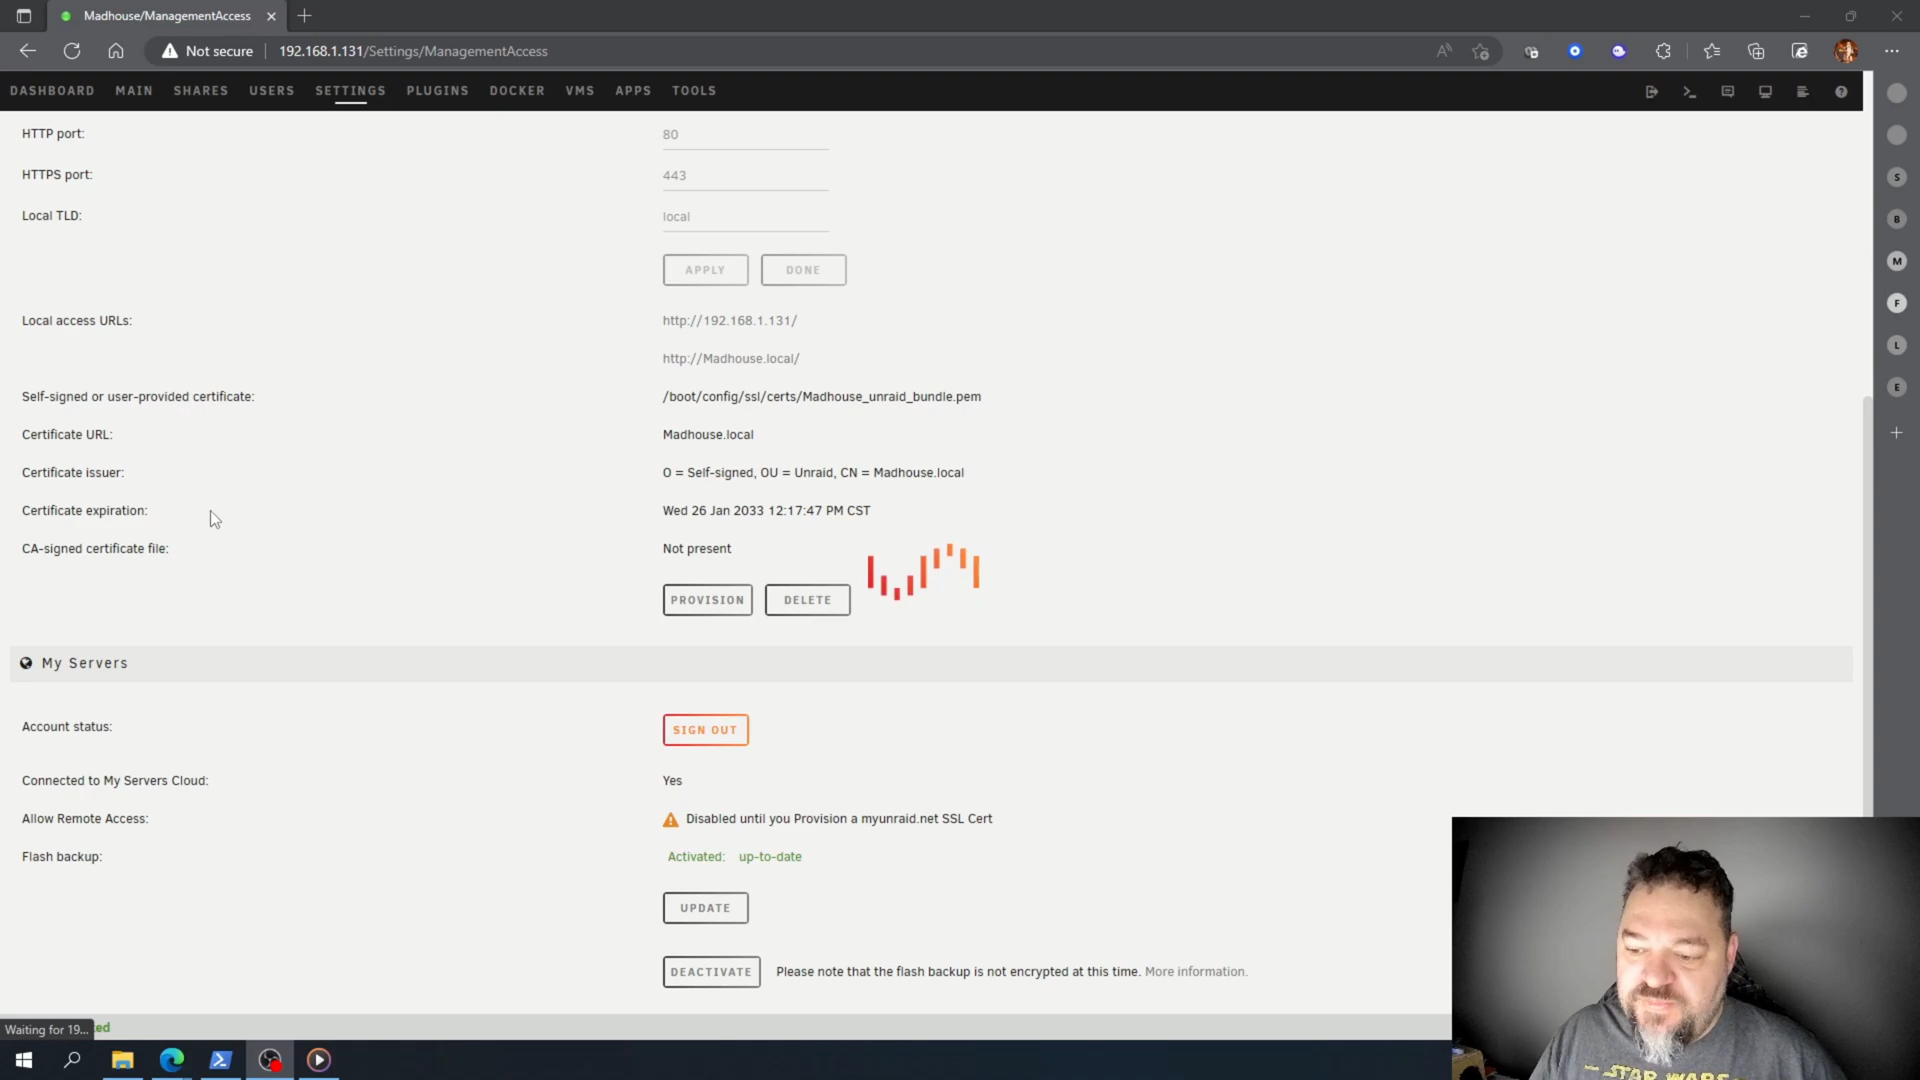 Madhouse/ManagementAccess
Not secure 192.168.1.131/Settings/ManagementAccess
DASHBOARD MAIN SHARES USERS SETTINGS PLUGINS DOCKER VMS APPS TOOLS
HTTP port: 80
HTTPS port: 443
Local TLD: local
APPLY DONE
Local access URLs: http://192.168.1.131/
http://Madhouse.local/
Self-signed or user-provided certificate: /boot/config/ssl/certs/Madhouse_unraid_bundle.pem
Certificate URL: Madhouse.local
Certificate issuer: O = Self-signed, OU = Unraid, CN = Madhouse.local
Certificate expiration: Wed 26 Jan 2033 12:17:47 PM CST
CA-signed certificate file: Not present
PROVISION DELETE
My Servers
Account status: SIGN OUT
Connected to My Servers Cloud: Yes
Allow Remote Access: Disabled until you Provision a myunraid.net SSL Cert
Flash backup: Activated: up-to-date
UPDATE
DEACTIVATE Please note that the flash backup is not encrypted at this time. More information.
Waiting for 19... ed
S
B
M
F
L
E
STAR WARS